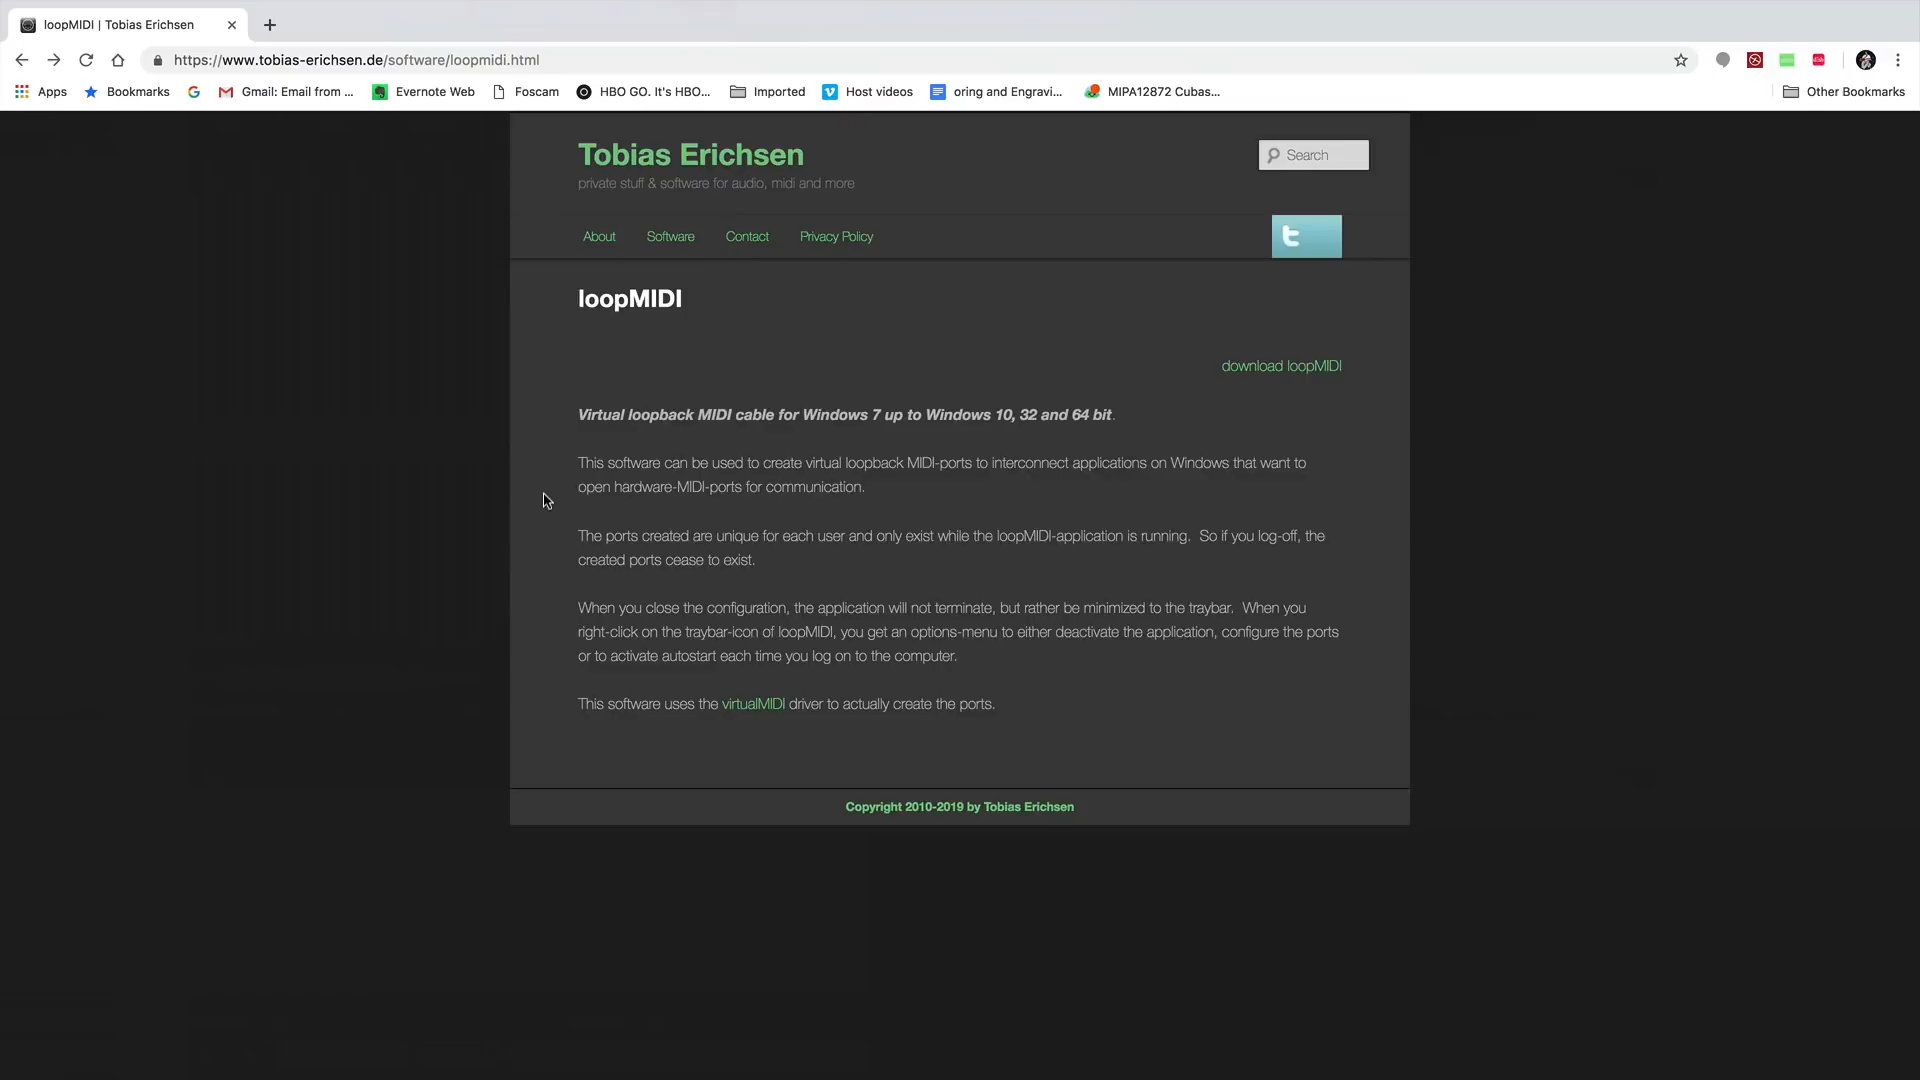 loopMIDI | Tobias Erichsen
https://www.tobias-erichsen.de/software/loopmidi.html
Apps Bookmarks Gmail: Email from ... Evernote Web Foscam HBO GO. It's HBO... Imported Host videos oring and Engravi... MIPA12872 Cubas... Other Bookmarks
Tobias Erichsen
Search
private stuff & software for audio, midi and more
About Software Contact Privacy Policy
loopMIDI
download loopMIDI
Virtual loopback MIDI cable for Windows 7 up to Windows 10, 32 and 64 bit.
This software can be used to create virtual loopback MIDI-ports to interconnect applications on Windows that want to
open hardware-MIDI-ports for communication.
The ports created are unique for each user and only exist while the loopMIDI-application is running. So if you log-off, the
created ports cease to exist.
When you close the configuration, the application will not terminate, but rather be minimized to the traybar. When you
right-click on the traybar-icon of loopMIDI, you get an options-menu to either deactivate the application, configure the ports
or to activate autostart each time you log on to the computer.
This software uses the virtualMIDI driver to actually create the ports.
Copyright 2010-2019 by Tobias Erichsen